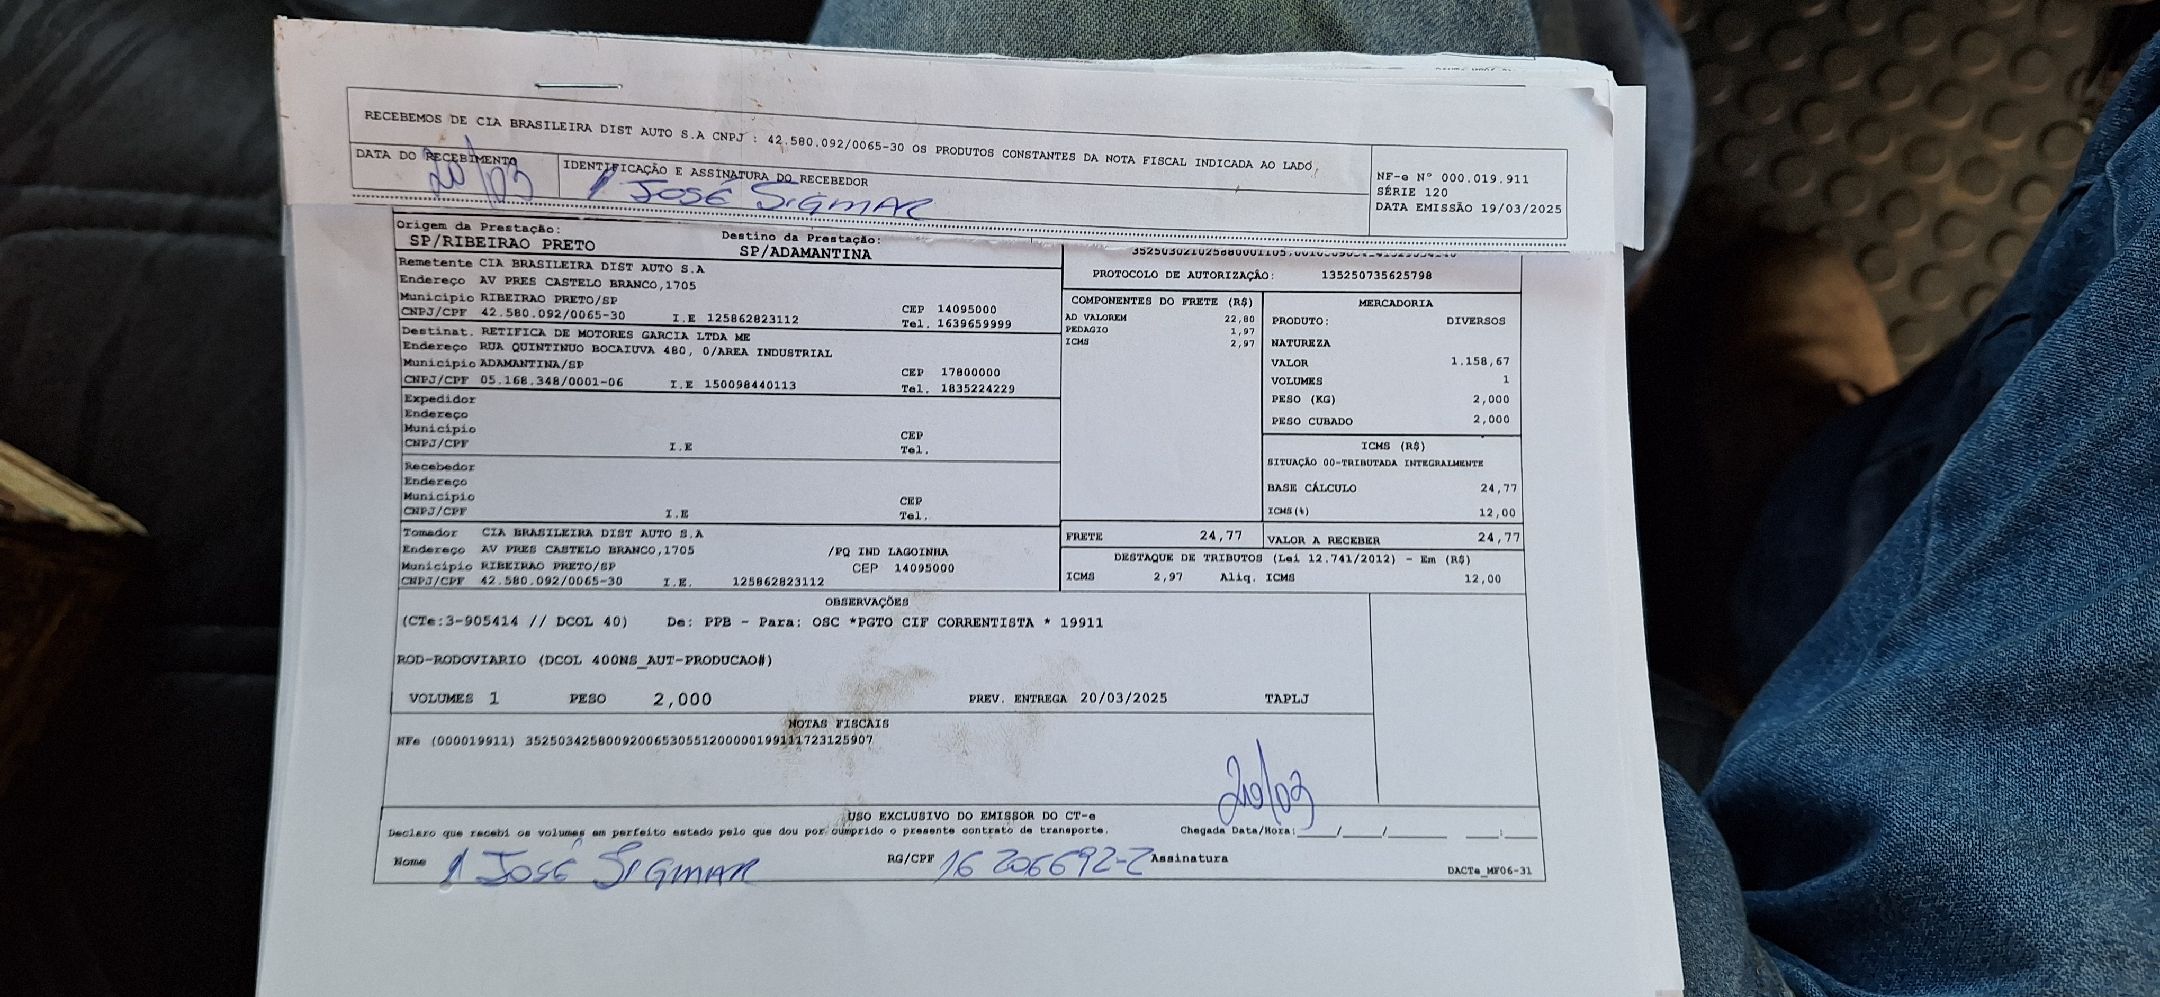 RECEBEMOS DE CIA BRASILEIRA DIST AUTO S.A CNPJ : 42.580.092/0065-30 OS PRODUTOS CONSTANTES DA NOTA FISCAL INDICADA AO LADO.
DATA DO RECEBIMENTO
20/03
IDENTIFICAÇÃO E ASSINATURA DO RECEBEDOR
JOSÉ SIGMAR
NF-e N° 000.019.911
SÉRIE 120
DATA EMISSÃO 19/03/2025
Origem da Prestação:
SP/RIBEIRAO PRETO
Destino da Prestação:
SP/ADAMANTINA
Remetente CIA BRASILEIRA DIST AUTO S.A
Endereço AV PRES CASTELO BRANCO,1705
Município RIBEIRAO PRETO/SP CEP 14095000
CNPJ/CPF 42.580.092/0065-30 I.E 125862823112 Tel. 1639659999
Destinat. RETIFICA DE MOTORES GARCIA LTDA ME
Endereço RUA QUINTINUO BOCAIUVA 480, 0/AREA INDUSTRIAL
Município ADAMANTINA/SP CEP 17800000
CNPJ/CPF 05.168.348/0001-06 I.E 150098440113 Tel. 1835224229
Expedidor
Endereço
Município CEP
CNPJ/CPF I.E Tel.
Recebedor
Endereço
Município CEP
CNPJ/CPF I.E Tel.
Tomador CIA BRASILEIRA DIST AUTO S.A
Endereço AV PRES CASTELO BRANCO,1705 /PQ IND LAGOINHA
Município RIBEIRAO PRETO/SP CEP 14095000
CNPJ/CPF 42.580.092/0065-30 I.E. 125862823112
PROTOCOLO DE AUTORIZAÇÃO: 135250735625798
COMPONENTES DO FRETE (R$)
AD VALOREM 22,80
PEDAGIO 1,97
ICMS 2,97
MERCADORIA
PRODUTO: DIVERSOS
NATUREZA
VALOR 1.158,67
VOLUMES 1
PESO (KG) 2,000
PESO CUBADO 2,000
ICMS (R$)
SITUAÇÃO 00-TRIBUTADA INTEGRALMENTE
BASE CÁLCULO 24,77
ICMS(%) 12,00
FRETE 24,77
VALOR A RECEBER 24,77
DESTAQUE DE TRIBUTOS (Lei 12.741/2012) - Em (R$)
ICMS 2,97 Aliq. ICMS 12,00
OBSERVAÇÕES
(CTe:3-905414 // DCOL 40) De: PPB - Para: OSC *PGTO CIF CORRENTISTA * 19911
ROD-RODOVIARIO (DCOL 400NS_AUT-PRODUCAO#)
VOLUMES 1 PESO 2,000 PREV. ENTREGA 20/03/2025 TAPLJ
NOTAS FISCAIS
NFe (000019911) 35250342580092006530551200000199111723125907
20/03
USO EXCLUSIVO DO EMISSOR DO CT-e
Declaro que recebi os volumes em perfeito estado pelo que dou por cumprido o presente contrato de transporte. Chegada Data/Hora:____/____/______ ___:___
Nome JOSÉ SIGMAR RG/CPF 16 206692-2 Assinatura
DACTe_MF06-31